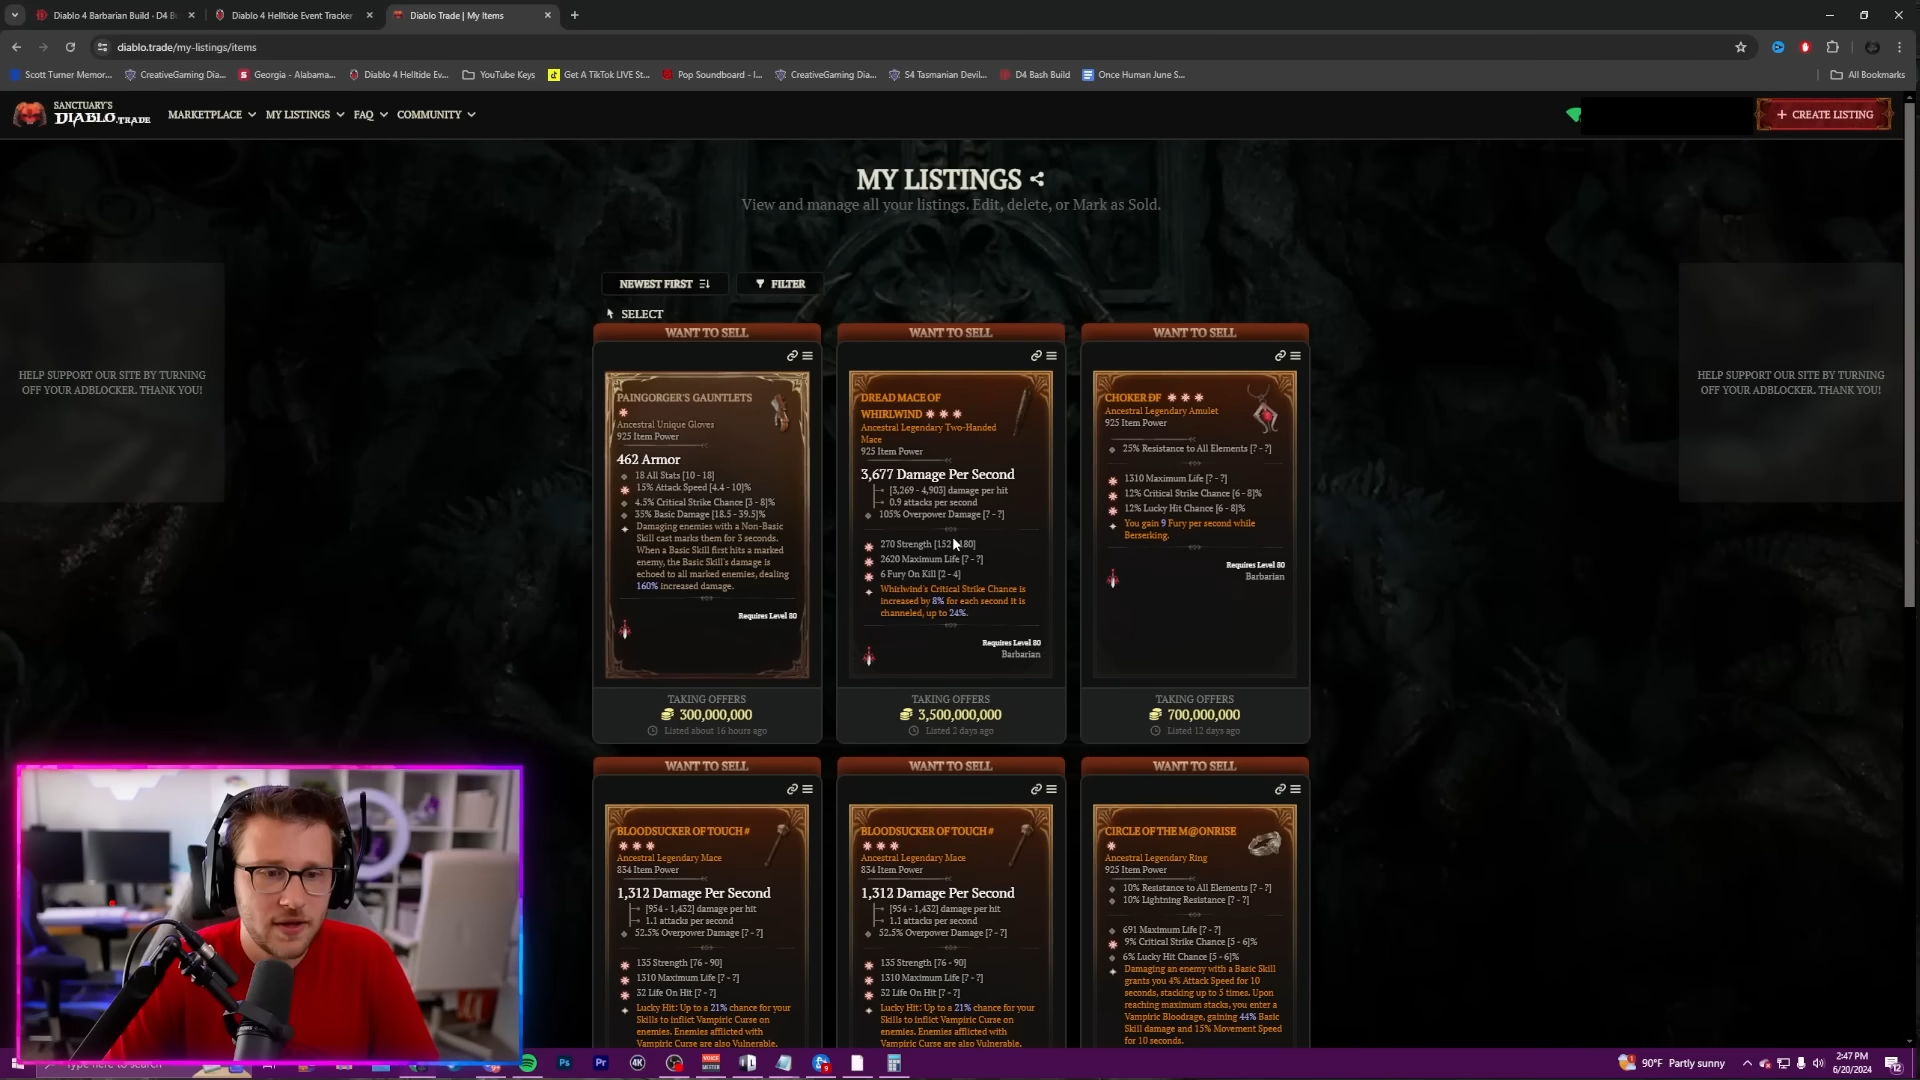 Diablo 4 Barbarian Build - D4 B
Diablo 4 Helltide Event Tracker
Diablo Trade | My Items
diablo.trade/my-listings/items
Scott Turner Memor...
CreativeGaming Dia...
Georgia - Alabama...
Diablo 4 Helltide Ev...
YouTube Keys
Get A TikTok LIVE St...
Pop Soundboard - I...
CreativeGaming Dia...
S4 Tasmanian Devil...
D4 Bash Build
Once Human June S...
All Bookmarks
SANCTUARY'S
DIABLO.TRADE
MARKETPLACE
MY LISTINGS
FAQ
COMMUNITY
+ CREATE LISTING
MY LISTINGS
View and manage all your listings. Edit, delete, or Mark as Sold.
HELP SUPPORT OUR SITE BY TURNING
OFF YOUR ADBLOCKER. THANK YOU!
HELP SUPPORT OUR SITE BY TURNING
OFF YOUR ADBLOCKER. THANK YOU!
NEWEST FIRST
FILTER
SELECT
WANT TO SELL
PAINGORGER'S GAUNTLETS
Ancestral Unique Gloves
925 Item Power
462 Armor
18 All Stats [10 - 18]
15% Attack Speed [4.4 - 10]%
4.5% Critical Strike Chance [3 - 8]%
35% Basic Damage [18.5 - 39.5]%
Damaging enemies with a Non-Basic
Skill cast marks them for 3 seconds.
When a Basic Skill first hits a marked
enemy, the Basic Skill's damage is
echoed to all marked enemies, dealing
160% increased damage.
Requires Level 80
TAKING OFFERS
300,000,000
Listed about 16 hours ago
WANT TO SELL
DREAD MACE OF
WHIRLWIND
Ancestral Legendary Two-Handed
Mace
925 Item Power
3,677 Damage Per Second
[3,269 - 4,903] damage per hit
0.9 attacks per second
105% Overpower Damage [? - ?]
270 Strength [152 180]
2620 Maximum Life [? - ?]
6 Fury On Kill [2 - 4]
Whirlwind's Critical Strike Chance is
increased by 8% for each second it is
channeled, up to 24%.
Requires Level 80
Barbarian
TAKING OFFERS
3,500,000,000
Listed 2 days ago
WANT TO SELL
CHOKER ÐF
Ancestral Legendary Amulet
925 Item Power
25% Resistance to All Elements [? - ?]
1310 Maximum Life [? - ?]
12% Critical Strike Chance [6 - 8]%
12% Lucky Hit Chance [6 - 8]%
You gain 9 Fury per second while
Berserking.
Requires Level 80
Barbarian
TAKING OFFERS
700,000,000
Listed 12 days ago
WANT TO SELL
BLOODSUCKER OF TOUCH #
Ancestral Legendary Mace
834 Item Power
1,312 Damage Per Second
[954 - 1,432] damage per hit
1.1 attacks per second
52.5% Overpower Damage [? - ?]
135 Strength [76 - 90]
1310 Maximum Life [? - ?]
32 Life On Hit [? - ?]
Lucky Hit: Up to a 21% chance for your
Skills to inflict Vampiric Curse on
enemies. Enemies afflicted with
Vampiric Curse are also Vulnerable.
WANT TO SELL
BLOODSUCKER OF TOUCH #
Ancestral Legendary Mace
834 Item Power
1,312 Damage Per Second
[954 - 1,432] damage per hit
1.1 attacks per second
52.5% Overpower Damage [? - ?]
135 Strength [76 - 90]
1310 Maximum Life [? - ?]
32 Life On Hit [? - ?]
Lucky Hit: Up to a 21% chance for your
Skills to inflict Vampiric Curse on
enemies. Enemies afflicted with
Vampiric Curse are also Vulnerable.
WANT TO SELL
CIRCLE OF THE M@ONRISE
Ancestral Legendary Ring
925 Item Power
10% Resistance to All Elements [? - ?]
10% Lightning Resistance [? - ?]
691 Maximum Life [? - ?]
9% Critical Strike Chance [5 - 6]%
6% Lucky Hit Chance [5 - 6]%
Damaging an enemy with a Basic Skill
grants you 4% Attack Speed for 10
seconds, stacking up to 5 times. Upon
reaching maximum stacks, you enter a
Vampiric Bloodrage, gaining 44% Basic
Skill damage and 15% Movement Speed
for 10 seconds.
Type here to search
Ps
Pr
4K
VOICE
90°F Partly sunny
2:47 PM
6/20/2024
12